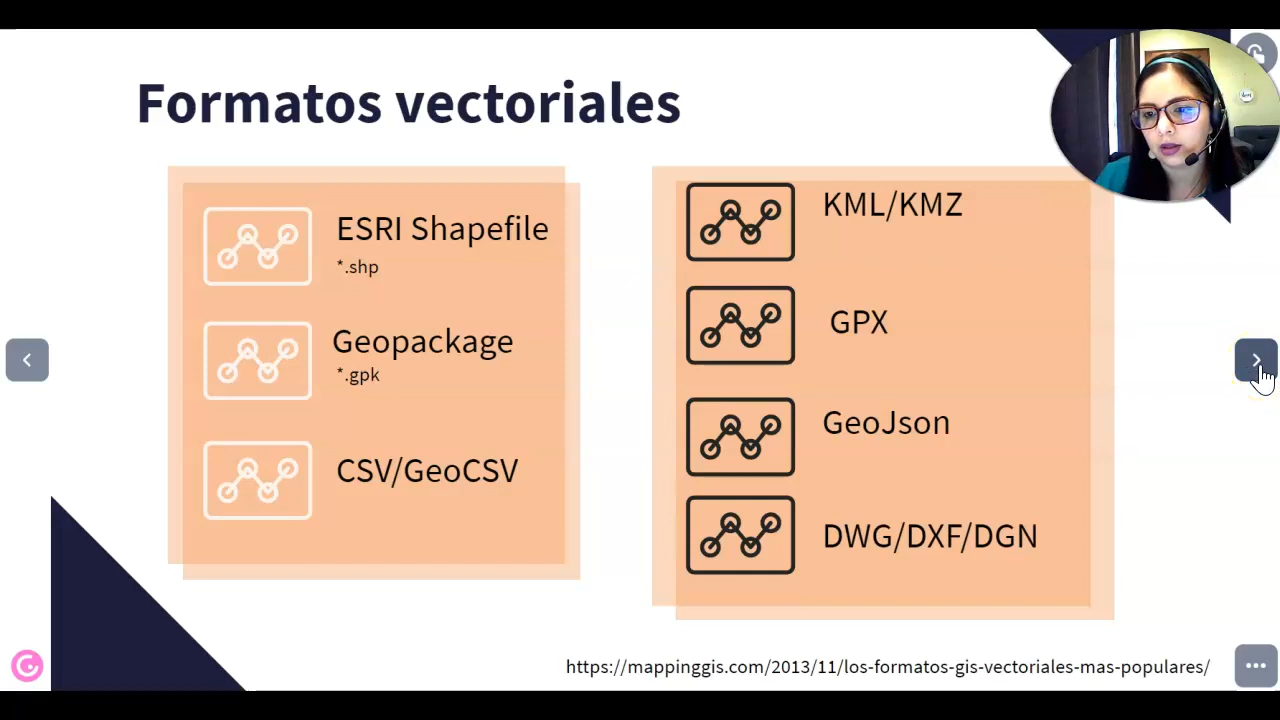 Formatos vectoriales
ESRI Shapefile
*.shp
Geopackage
*.gpk
CSV/GeoCSV
KML/KMZ
GPX
GeoJson
DWG/DXF/DGN
https://mappinggis.com/2013/11/los-formatos-gis-vectoriales-mas-populares/